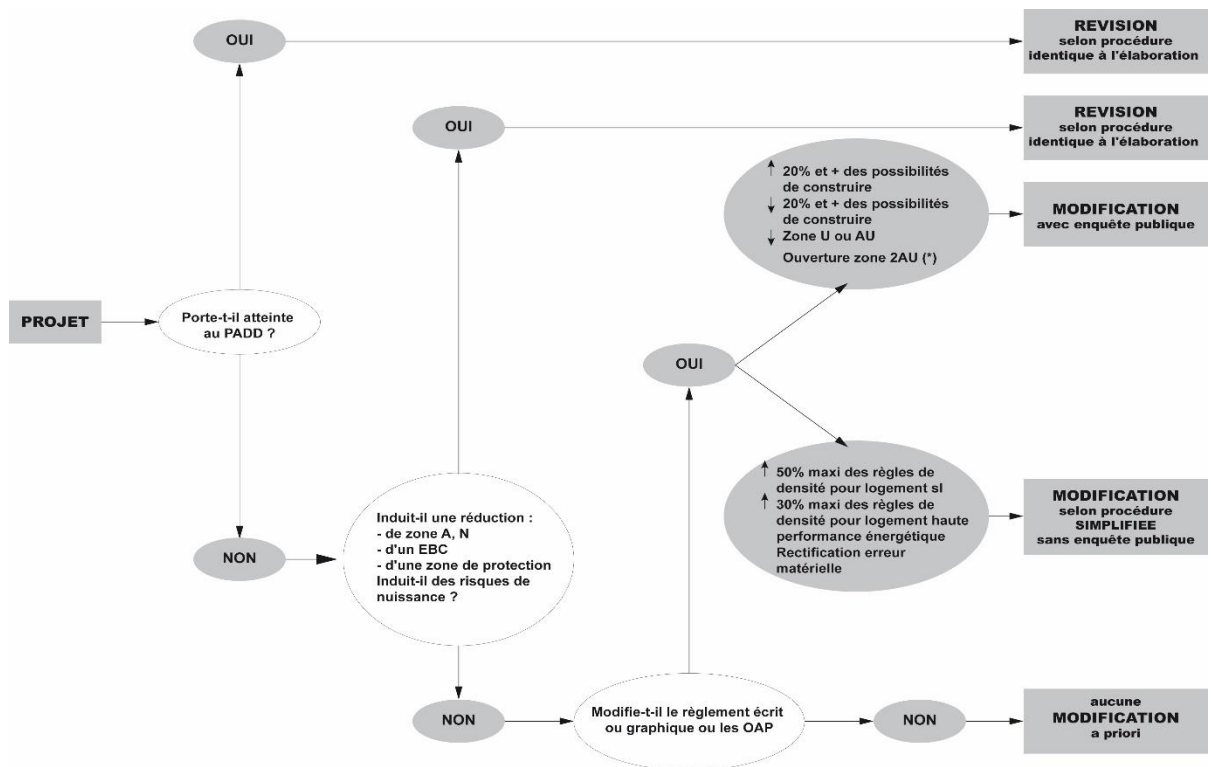 OUI
REVISION
selon procédure
identique à l'élaboration
OUI
REVISION
selon procédure
identique à l'élaboration
↑ 20% et + des possibilités
de construire
↓ 20% et + des possibilités
de construire
↓ Zone U ou AU
Ouverture zone 2AU (*)
MODIFICATION
avec enquête publique
PROJET
Porte-t-il atteinte
au PADD ?
OUI
↑ 50% maxi des règles de
densité pour logement sl
↑ 30% maxi des règles de
densité pour logement haute
performance énergétique
Rectification erreur
matérielle
MODIFICATION
selon procédure
SIMPLIFIEE
sans enquête publique
NON
Induit-il une réduction :
- de zone A, N
- d'un EBC
- d'une zone de protection
Induit-il des risques de
nuissance ?
NON
Modifie-t-il le règlement écrit
ou graphique ou les OAP
NON
aucune
MODIFICATION
a priori